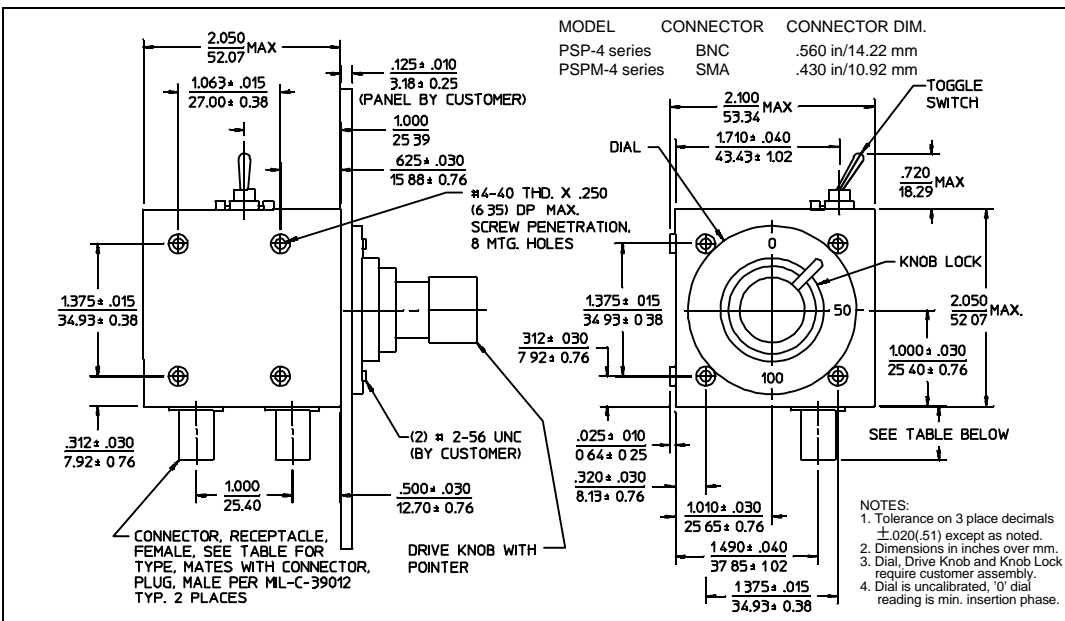 MODEL CONNECTOR CONNECTOR DIM.
PSP-4 series BNC .560 in/14.22 mm
PSPM-4 series SMA .430 in/10.92 mm
2.050
52.07 MAX
1.063± .015
27.00± 0.38
.125± .010
3.18± 0.25
(PANEL BY CUSTOMER)
1.000
25 39
625± .030
15 88± 0.76
#4-40 THD. X .250
(6 35) DP MAX.
SCREW PENETRATION,
8 MTG. HOLES
1.375± .015
34.93± 0.38
.312± .030
7.92± 0 76
1.000
25.40
.500± .030
12.70± 0.76
(2) # 2-56 UNC
(BY CUSTOMER)
CONNECTOR, RECEPTACLE,
FEMALE, SEE TABLE FOR
TYPE, MATES WITH CONNECTOR,
PLUG, MALE PER MIL-C-39012
TYP. 2 PLACES
DRIVE KNOB WITH
POINTER
2.100
53.34 MAX
1.710± .040
43.43± 1.02
TOGGLE
SWITCH
DIAL
.720
18.29 MAX
0
50
100
KNOB LOCK
1.375± 015
34 93± 0 38
312± 030
7 92± 0.76
2.050
52 07 MAX.
1.000± .030
25 40± 0.76
SEE TABLE BELOW
.025± 010
0 64± 0 25
.320± .030
8.13± 0.76
1.010± .030
25 65± 0.76
1 490± .040
37 85± 1 02
1 375± .015
34.93± 0.38
NOTES:
1. Tolerance on 3 place decimals
±.020(.51) except as noted.
2. Dimensions in inches over mm.
3. Dial, Drive Knob and Knob Lock
require customer assembly.
4. Dial is uncalibrated, '0' dial
reading is min. insertion phase.